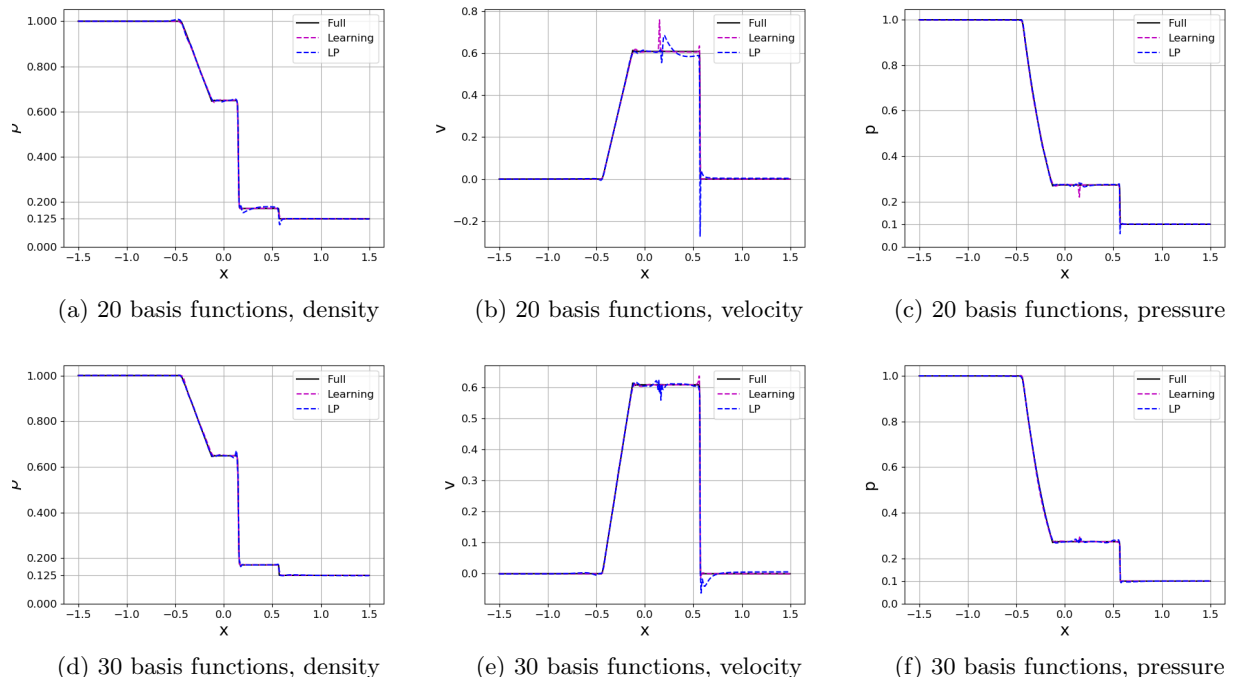 1.000
0.800
0.600
0.400
0.200
0.125
0.000
ρ
−1.5 −1.0 −0.5 0.0 0.5 1.0 1.5
x
Full
Learning
LP
(a) 20 basis functions, density
0.8
0.6
0.4
0.2
0.0
−0.2
v
−1.5 −1.0 −0.5 0.0 0.5 1.0 1.5
x
Full
Learning
LP
(b) 20 basis functions, velocity
1.0
0.8
0.6
0.4
0.2
0.1
0.0
p
−1.5 −1.0 −0.5 0.0 0.5 1.0 1.5
x
Full
Learning
LP
(c) 20 basis functions, pressure
1.000
0.800
0.600
0.400
0.200
0.125
0.000
ρ
−1.5 −1.0 −0.5 0.0 0.5 1.0 1.5
x
Full
Learning
LP
(d) 30 basis functions, density
0.6
0.5
0.4
0.3
0.2
0.1
0.0
v
−1.5 −1.0 −0.5 0.0 0.5 1.0 1.5
x
Full
Learning
LP
(e) 30 basis functions, velocity
1.0
0.8
0.6
0.4
0.2
0.1
0.0
p
−1.5 −1.0 −0.5 0.0 0.5 1.0 1.5
x
Full
Learning
LP
(f) 30 basis functions, pressure